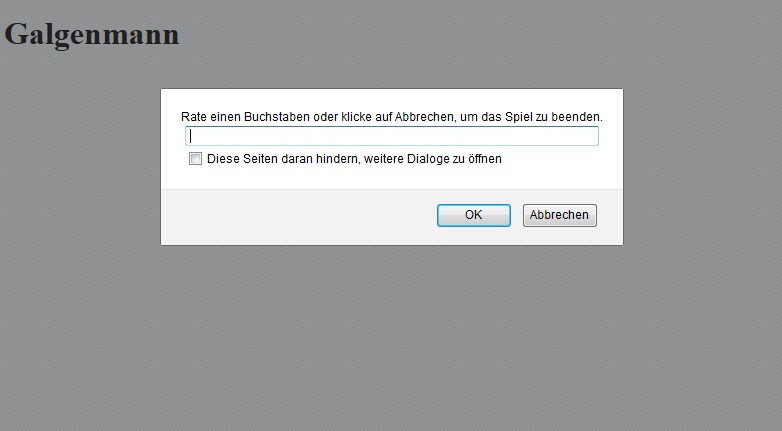 Galgenmann
Rate einen Buchstaben oder klicke auf Abbrechen, um das Spiel zu beenden.
Diese Seiten daran hindern, weitere Dialoge zu öffnen
OK
Abbrechen